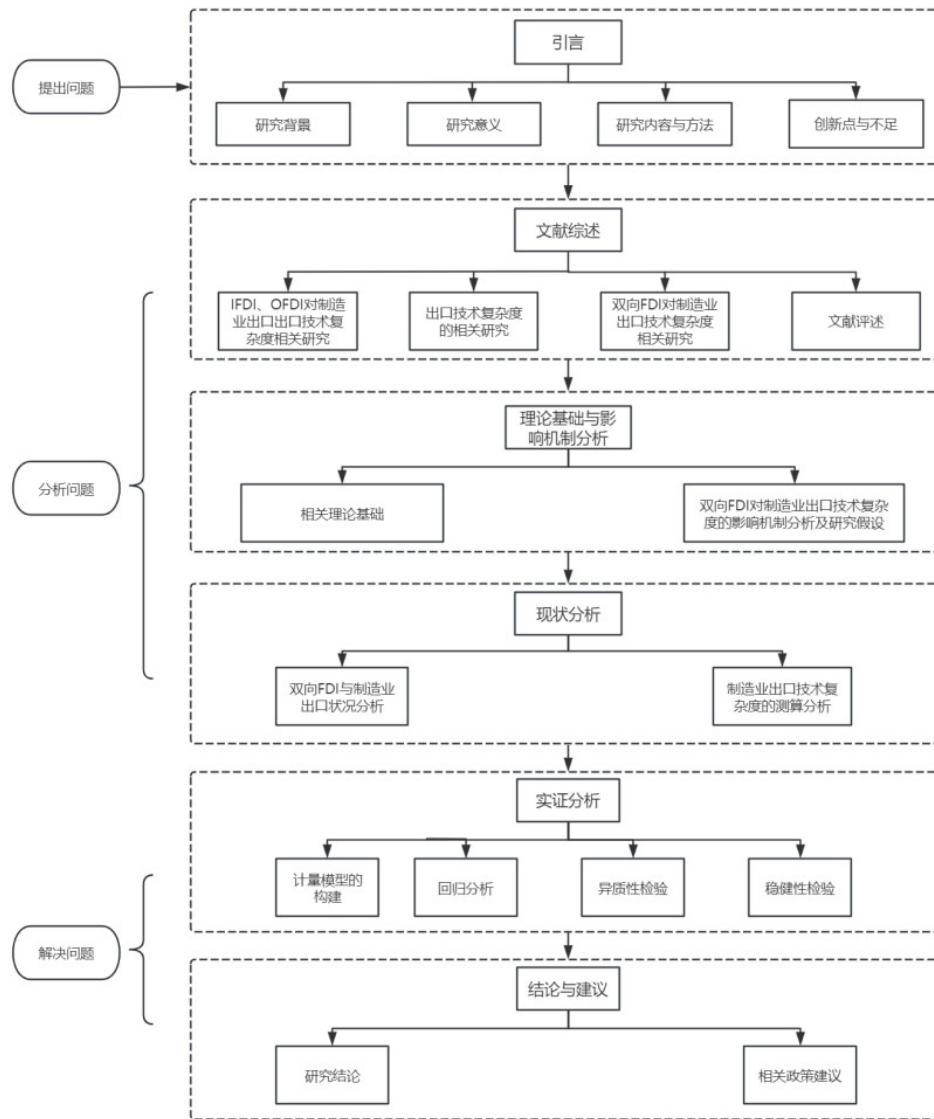 引言
提出问题
研究背景
研究意义
研究内容与方法
创新点与不足
文献综述
IFDI、OFDI对制造
业出口出口技术复
杂度相关研究
出口技术复杂度
的相关研究
双向FDI对制造业
出口技术复杂度
相关研究
文献评述
理论基础与影
响机制分析
分析问题
相关理论基础
双向FDI对制造业出口技术复杂
度的影响机制分析及研究假设
现状分析
双向FDI与制造业
出口状况分析
制造业出口技术复
杂度的测算分析
实证分析
计量模型的
构建
回归分析
异质性检验
稳健性检验
解决问题
结论与建议
研究结论
相关政策建议